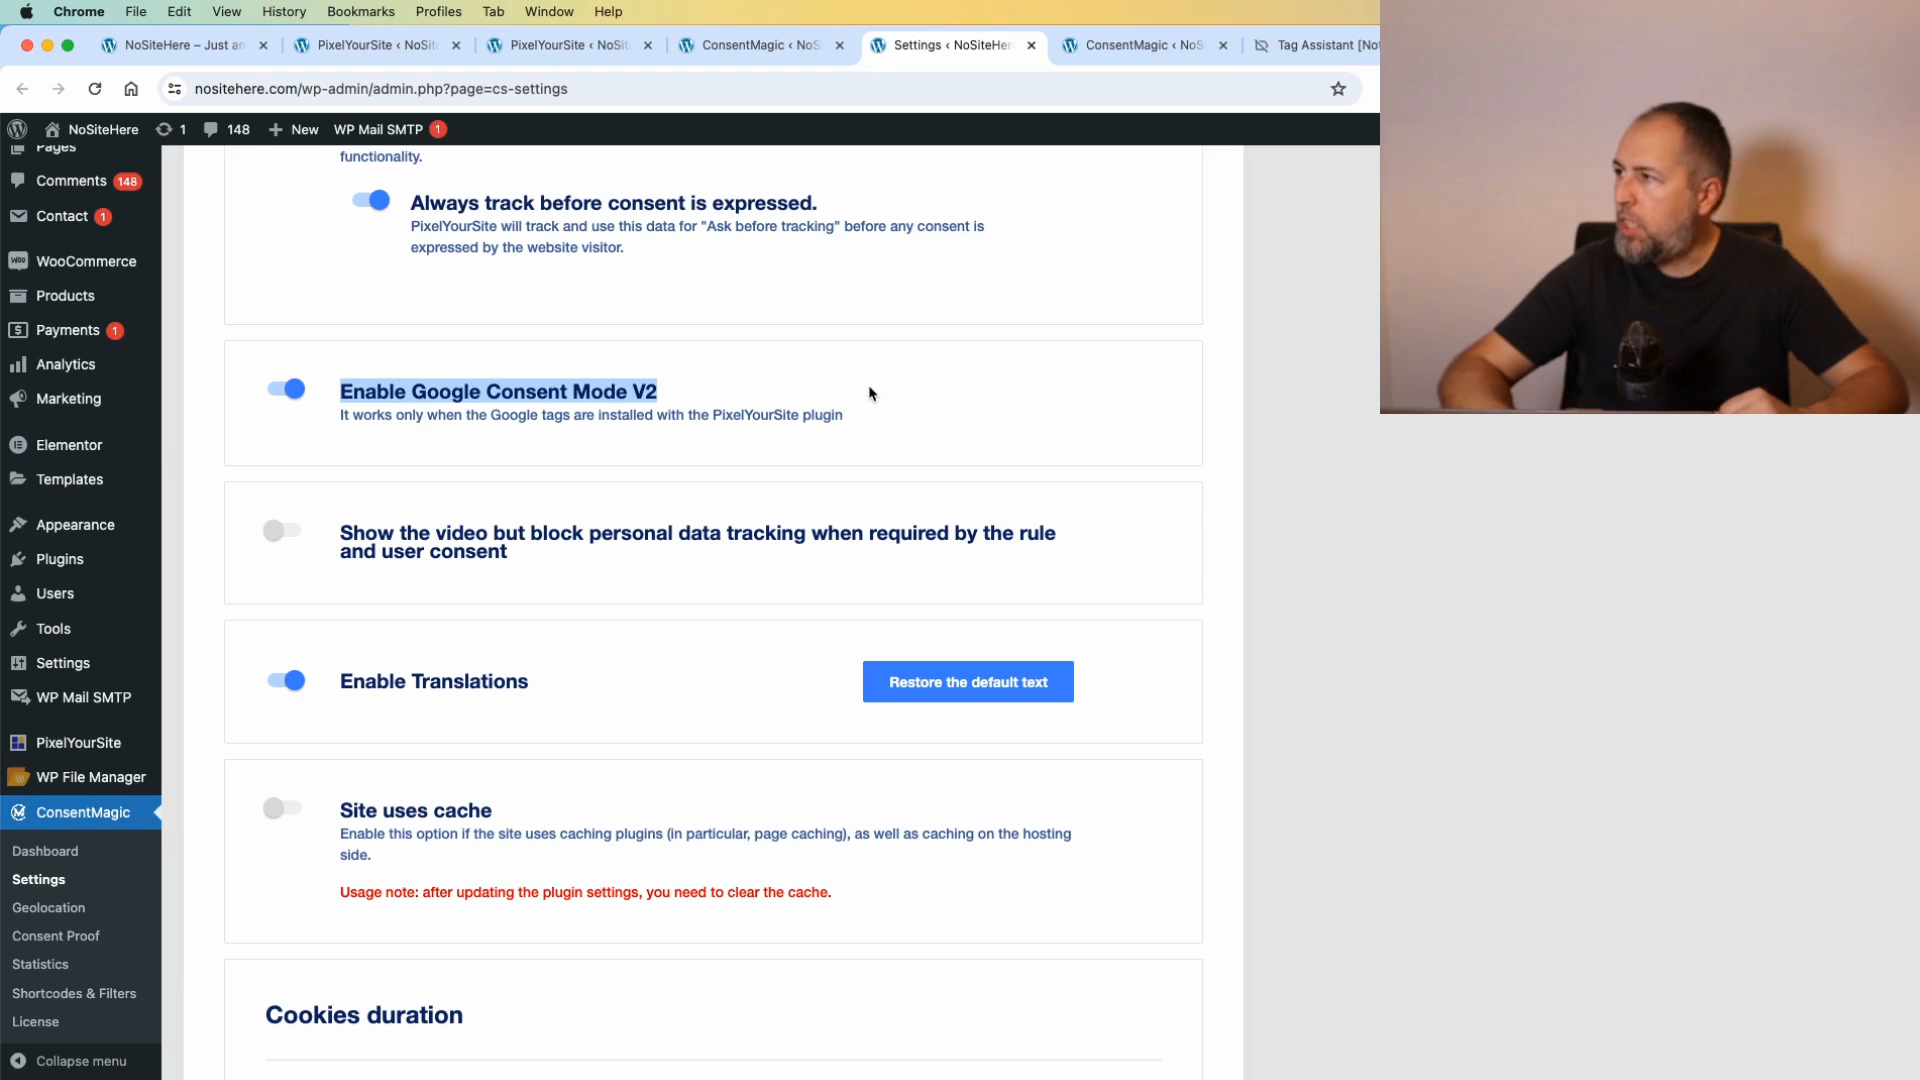 Chrome File Edit View History Bookmarks Profiles Tab Window Help
NoSiteHere – Just an
PixelYourSite ‹ NoSite
PixelYourSite ‹ NoSite
ConsentMagic ‹ NoS
Settings ‹ NoSiteHere
ConsentMagic ‹ NoS
Tag Assistant [Not
nositehere.com/wp-admin/admin.php?page=cs-settings
NoSiteHere 1 148 New WP Mail SMTP 1
Pages
Comments 148
Contact 1
WooCommerce
Products
Payments 1
Analytics
Marketing
Elementor
Templates
Appearance
Plugins
Users
Tools
Settings
WP Mail SMTP
PixelYourSite
WP File Manager
ConsentMagic
Dashboard
Settings
Geolocation
Consent Proof
Statistics
Shortcodes & Filters
License
Collapse menu
functionality.
Always track before consent is expressed.
PixelYourSite will track and use this data for "Ask before tracking" before any consent is
expressed by the website visitor.
Enable Google Consent Mode V2
It works only when the Google tags are installed with the PixelYourSite plugin
Show the video but block personal data tracking when required by the rule
and user consent
Enable Translations
Restore the default text
Site uses cache
Enable this option if the site uses caching plugins (in particular, page caching), as well as caching on the hosting
side.
Usage note: after updating the plugin settings, you need to clear the cache.
Cookies duration